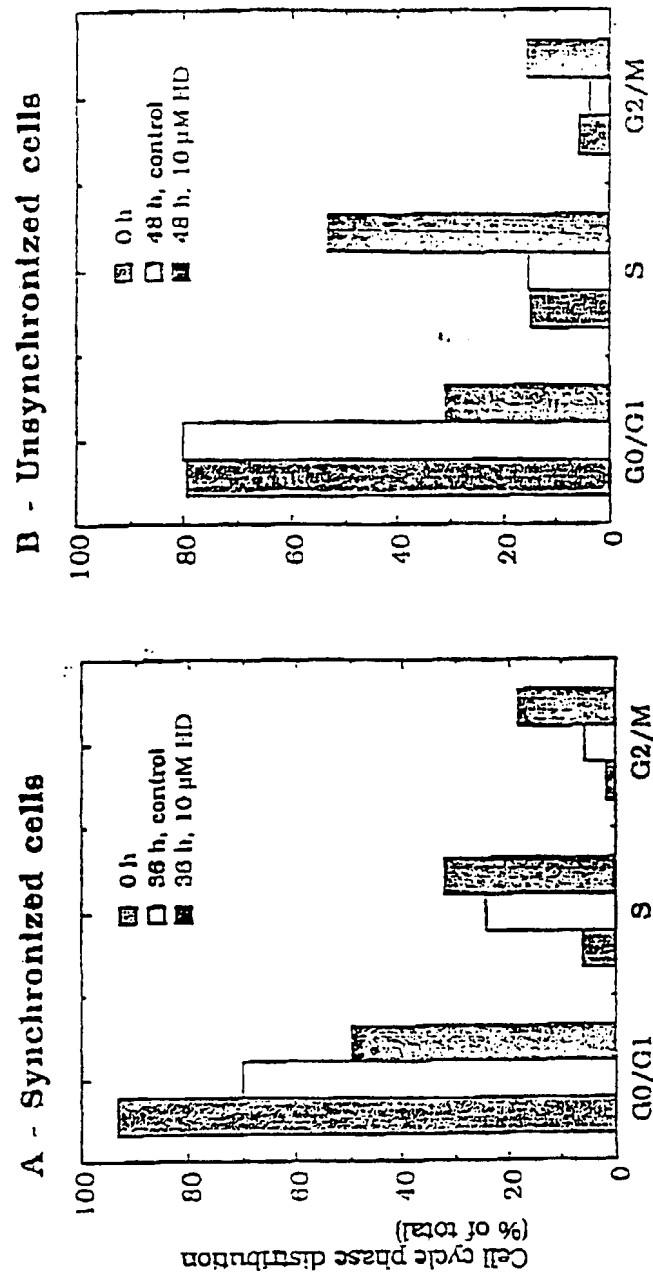 A - Synchronized cells
Cell cycle phase distribution
(% of total)
100
80
60
40
20
0
0 h
36 h, control
36 h, 10 µM HD
G0/G1
S
G2/M
B - Unsynchronized cells
100
80
60
40
20
0
0 h
48 h, control
48 h, 10 µM HD
G0/G1
S
G2/M